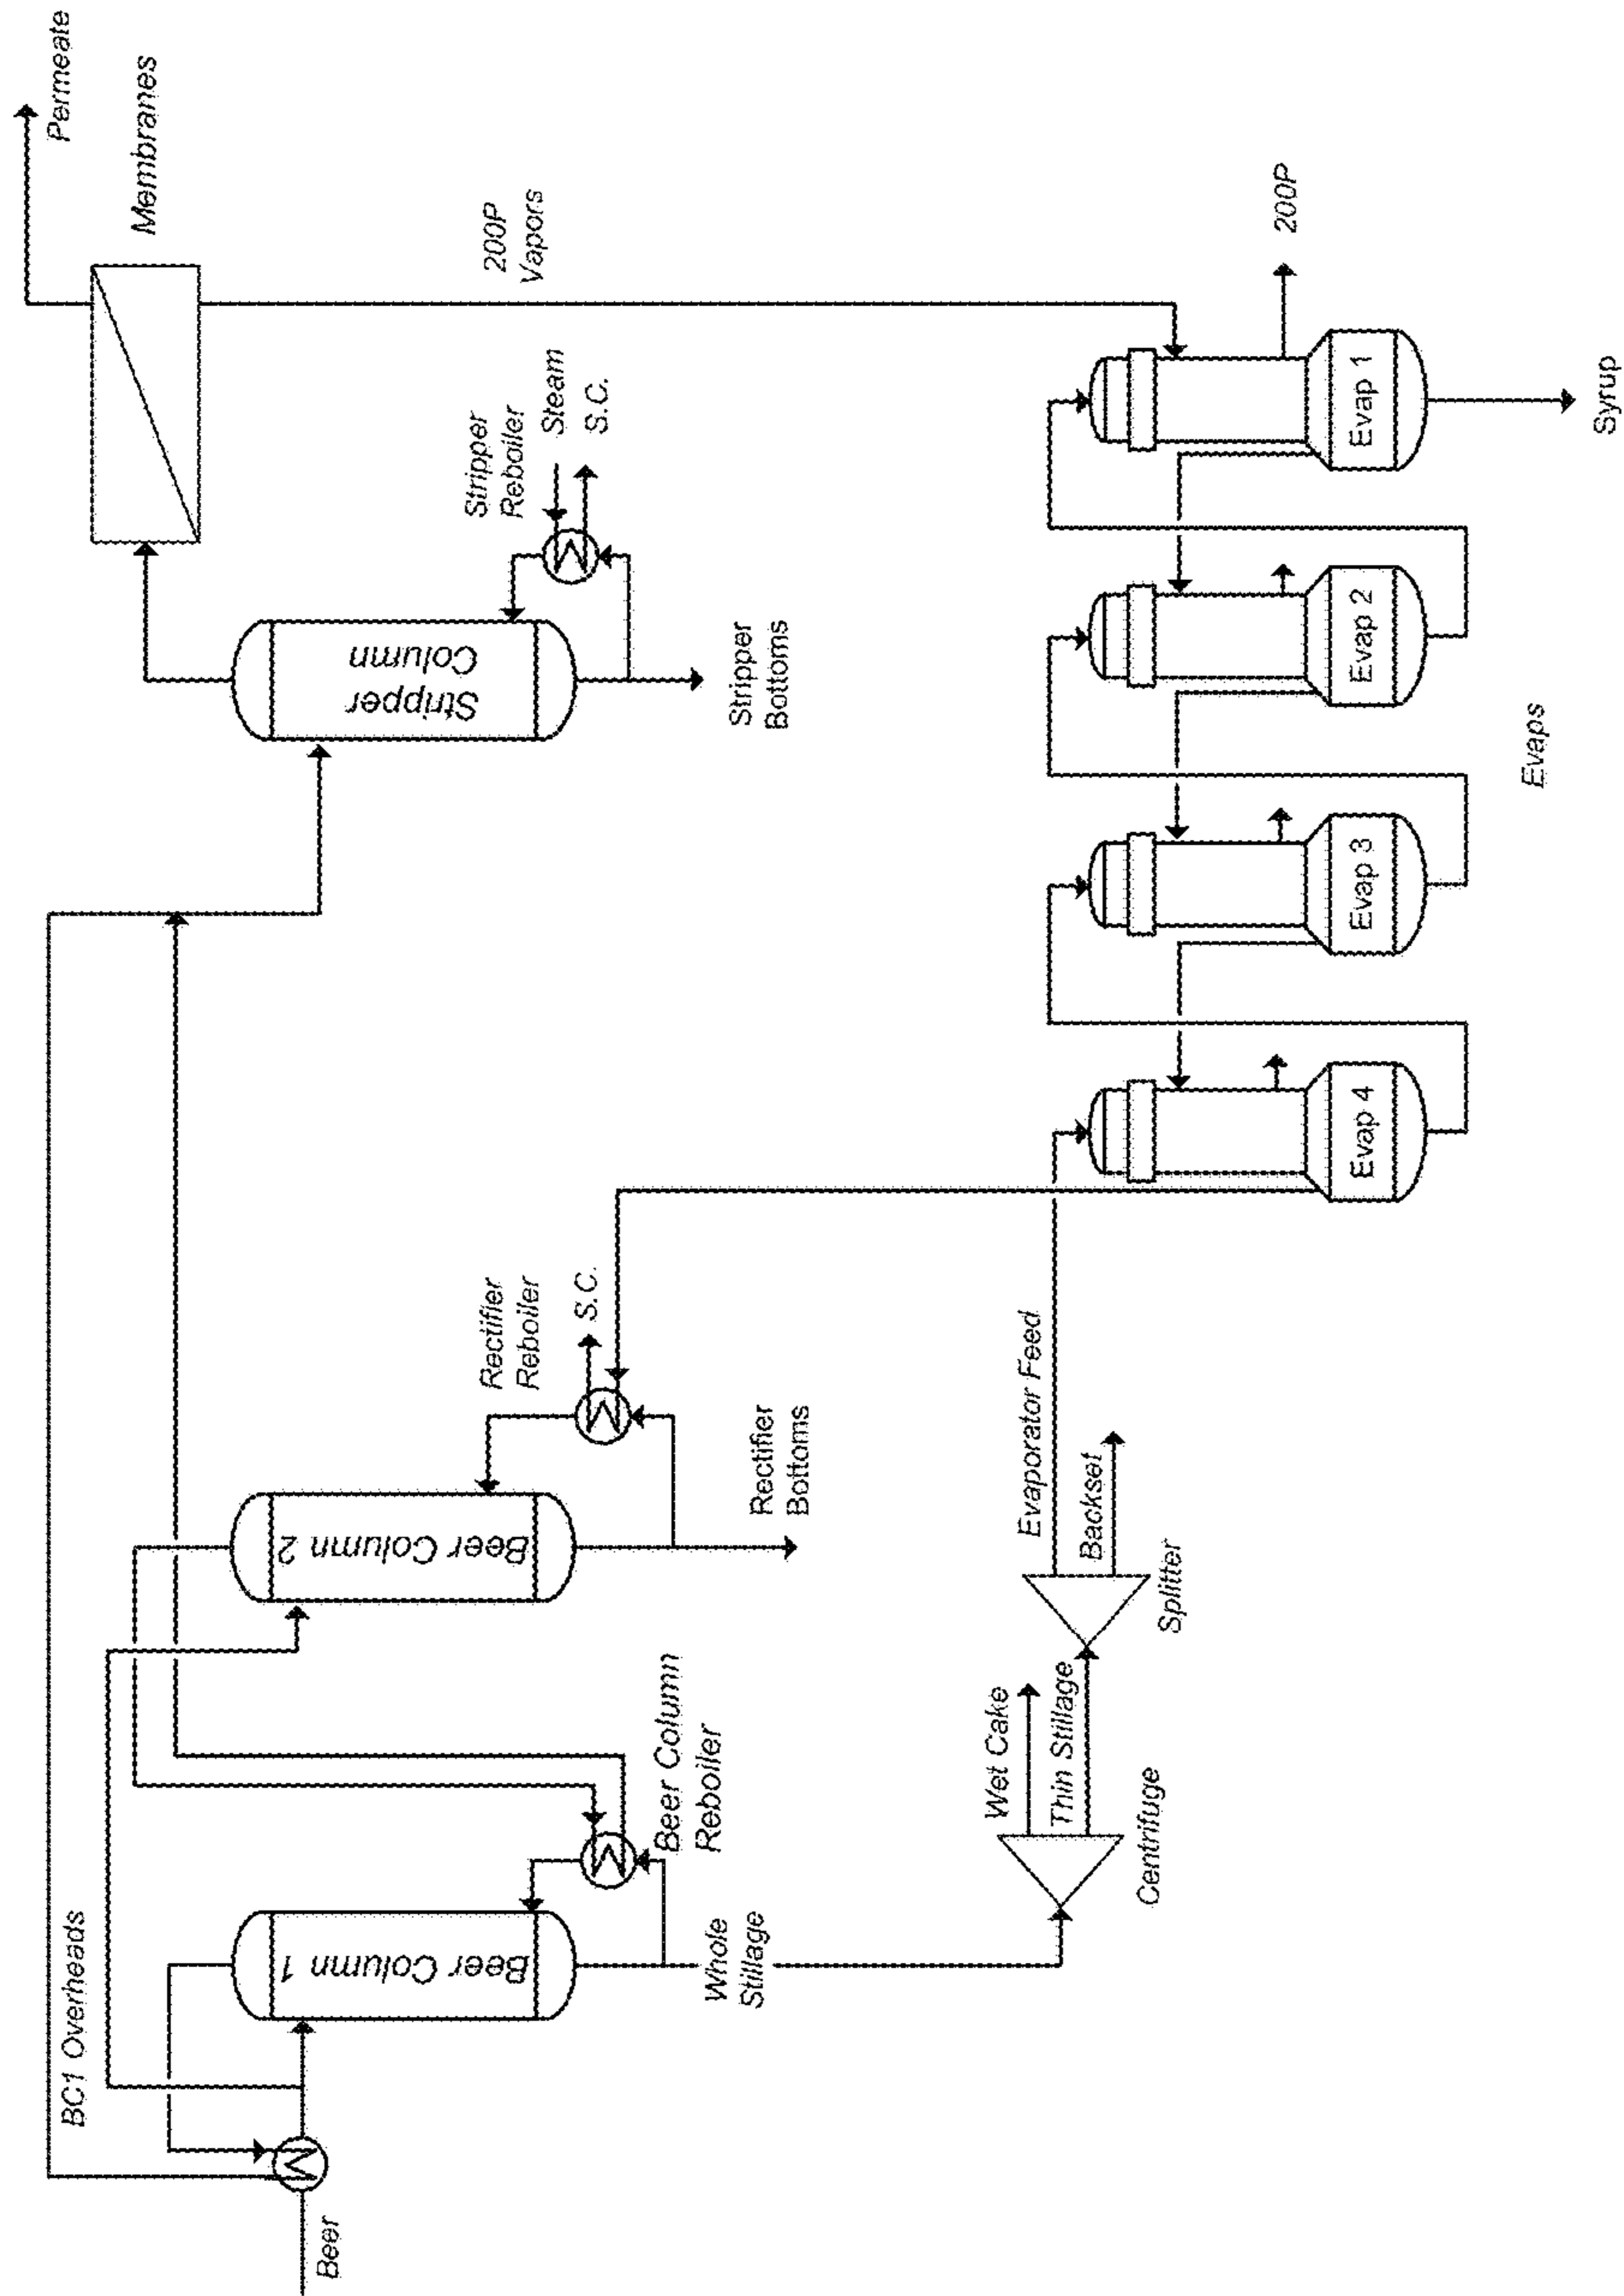 Beer
BC1 Overheads
Beer Column 1
Beer Column
Reboiler
Whole
Stillage
Beer Column 2
Rectifier
Reboiler
S.C.
Rectifier
Bottoms
Stripper
Column
Stripper
Reboiler
Steam
S.C.
Stripper
Bottoms
Membranes
Permeate
200P
Vapors
Centrifuge
Wet Cake
Thin Stillage
Splitter
Backset
Evaporator Feed
Evap 4
Evap 3
Evap 2
Evap 1
Evaps
200P
Syrup